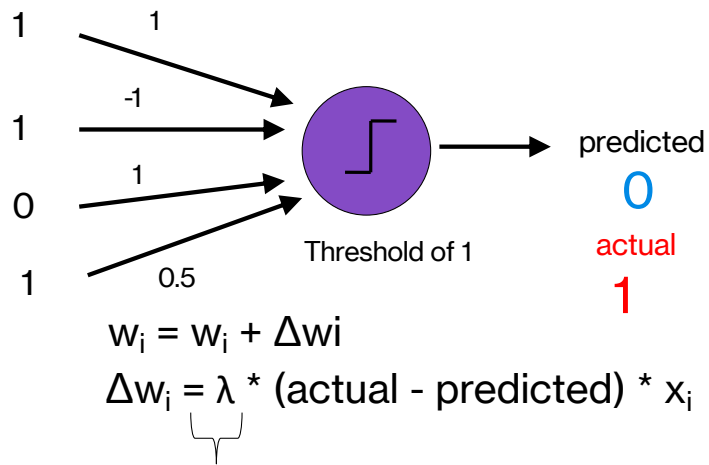 1
1
1
-1
1
0
1
1
0.5
Threshold of 1
predicted
0
actual
1
wᵢ = wᵢ + Δwi
Δwᵢ = λ * (actual - predicted) * xᵢ